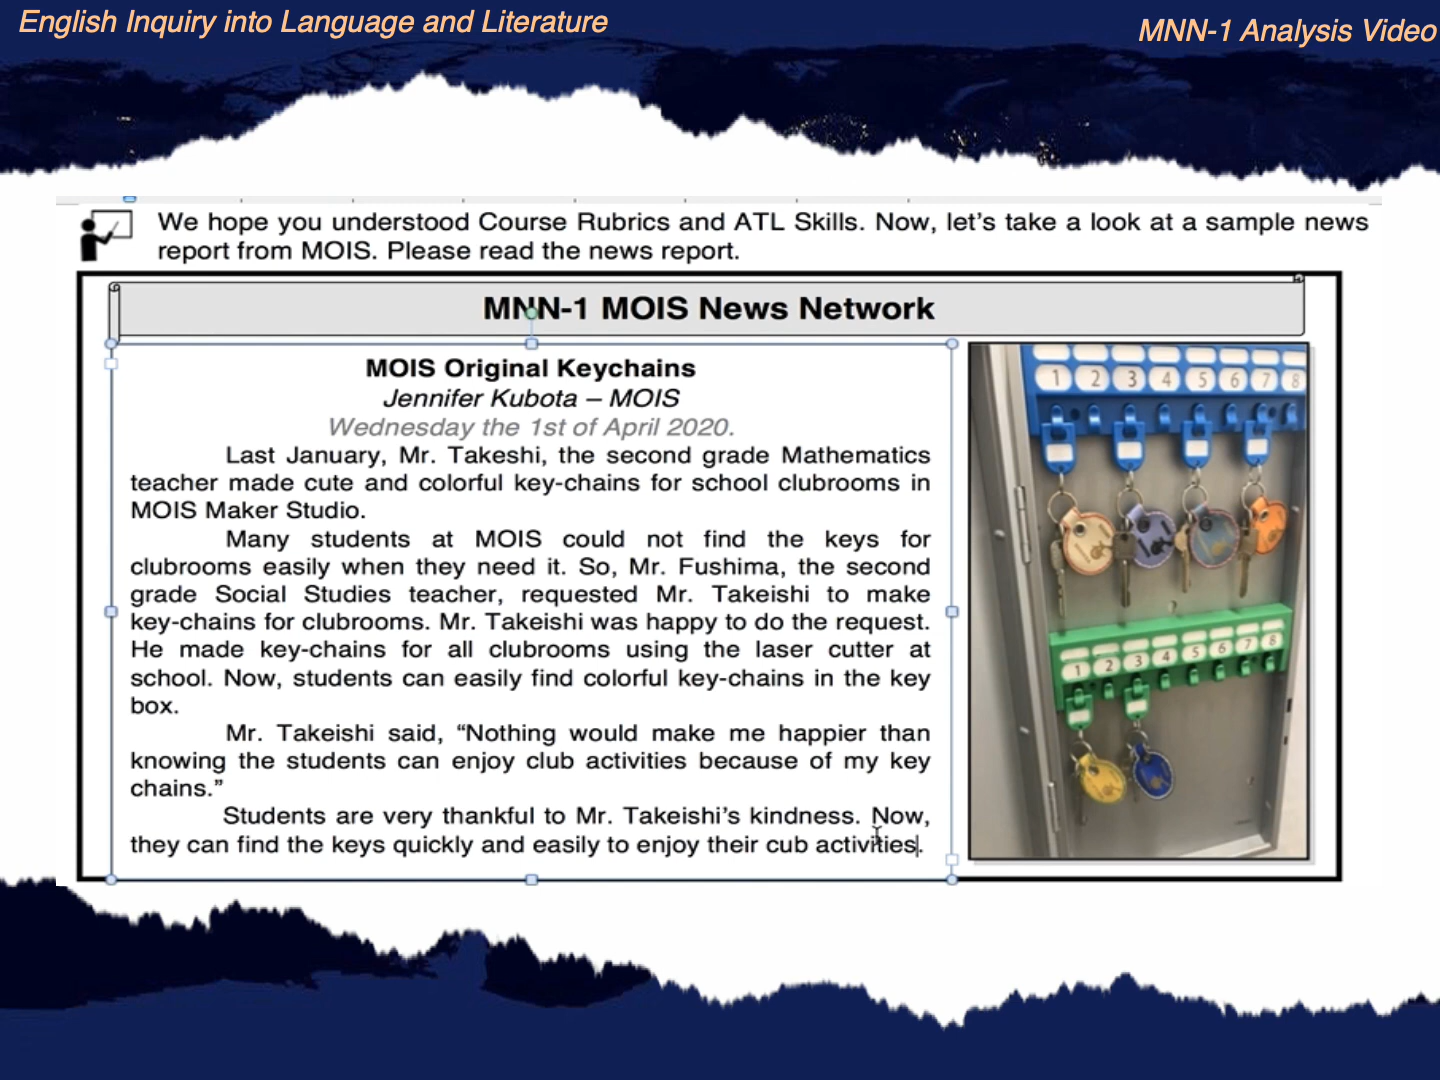 English Inquiry into Language and Literature
MNN-1 Analysis Video
We hope you understood Course Rubrics and ATL Skills. Now, let's take a look at a sample news
report from MOIS. Please read the news report.
MNN-1 MOIS News Network
MOIS Original Keychains
Jennifer Kubota – MOIS
Wednesday the 1st of April 2020.
Last January, Mr. Takeshi, the second grade Mathematics
teacher made cute and colorful key-chains for school clubrooms in
MOIS Maker Studio.
Many students at MOIS could not find the keys for
clubrooms easily when they need it. So, Mr. Fushima, the second
grade Social Studies teacher, requested Mr. Takeishi to make
key-chains for clubrooms. Mr. Takeishi was happy to do the request.
He made key-chains for all clubrooms using the laser cutter at
school. Now, students can easily find colorful key-chains in the key
box.
Mr. Takeishi said, “Nothing would make me happier than
knowing the students can enjoy club activities because of my key
chains.”
Students are very thankful to Mr. Takeishi’s kindness. Now,
they can find the keys quickly and easily to enjoy their cub activities.
1 2 3 4 5 6 7 8
1 2 3 4 5 6 7 8